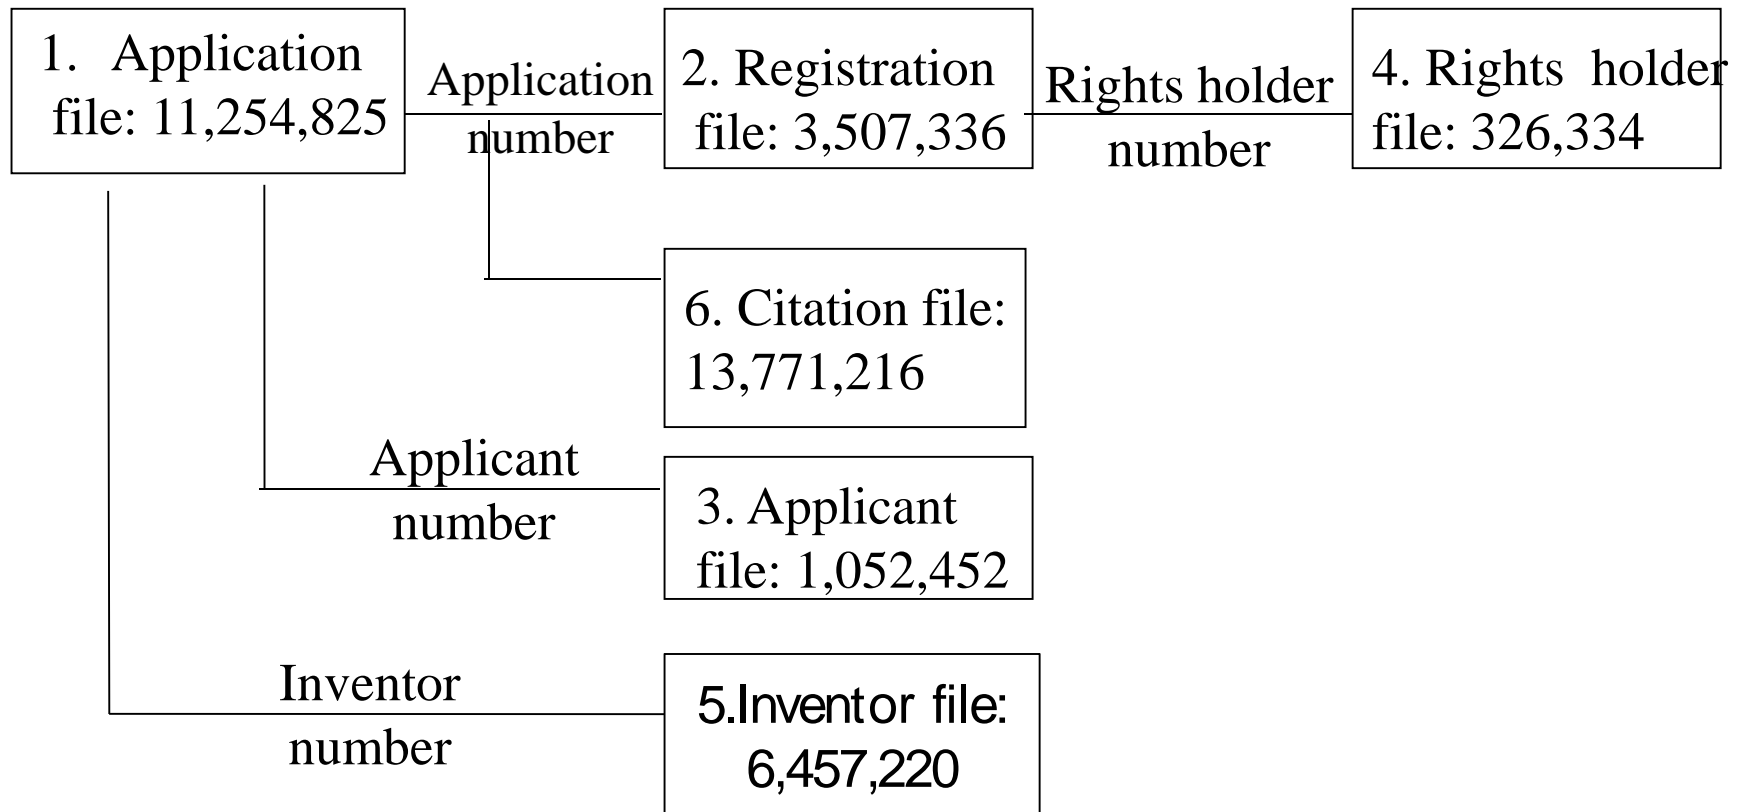 1. Application
file: 11,254,825
Application
number
2. Registration
file: 3,507,336
Rights holder
number
4. Rights holder
file: 326,334
6. Citation file:
13,771,216
Applicant
number
3. Applicant
file: 1,052,452
Inventor
number
5.Inventor file:
6,457,220